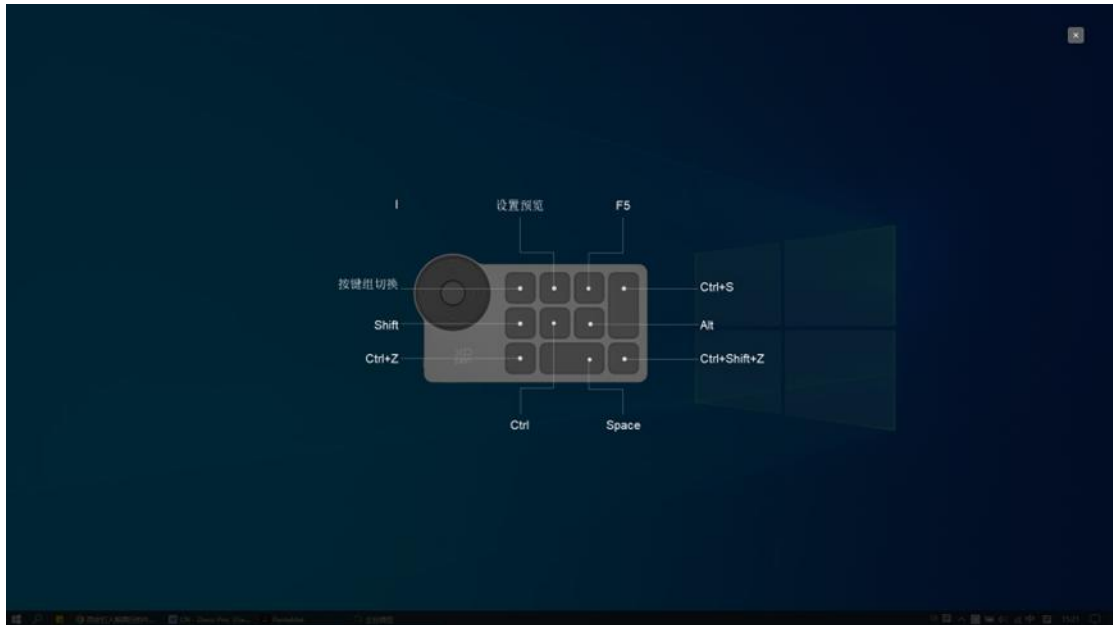 I
设置预览
F5
按键组切换
Ctrl+S
Shift
Alt
Ctrl+Z
Ctrl+Shift+Z
Ctrl
Space